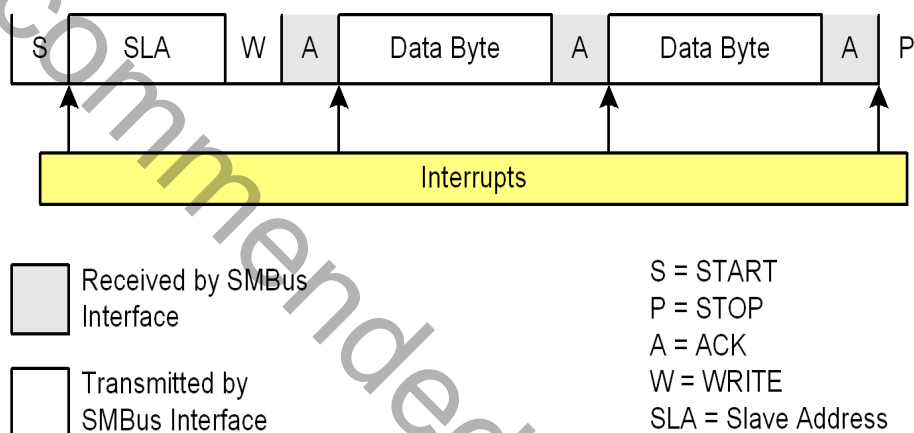 S SLA W A Data Byte A Data Byte A P
Interrupts
Received by SMBus
Interface
Transmitted by
SMBus Interface
S = START
P = STOP
A = ACK
W = WRITE
SLA = Slave Address
commended